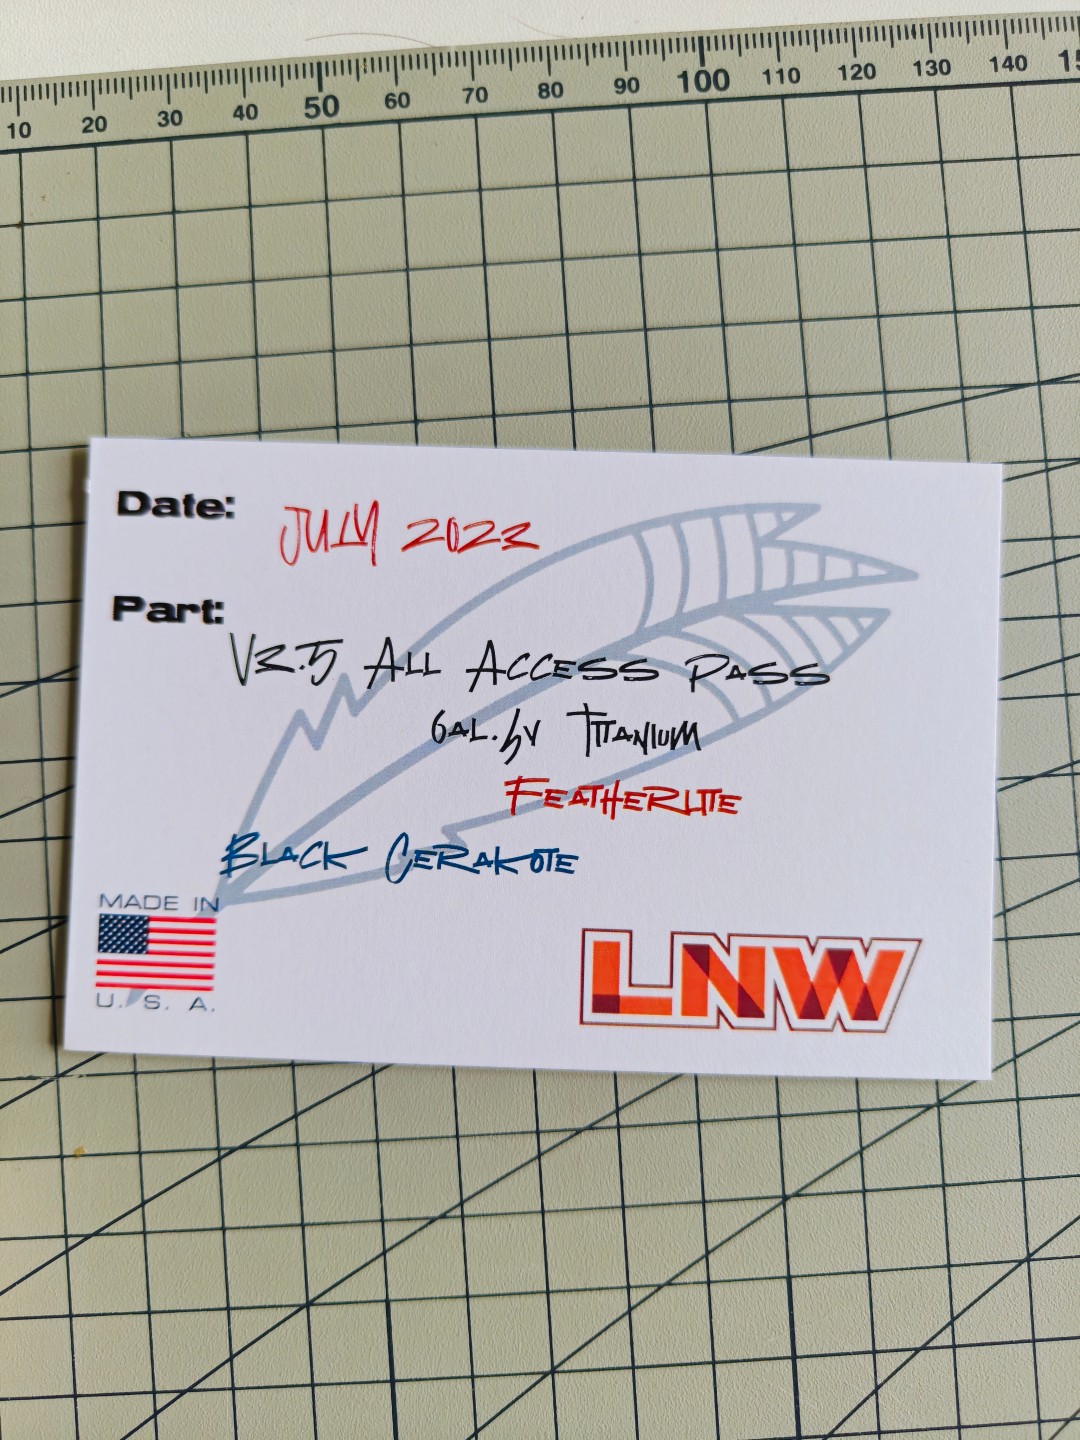 10 20 30 40 50 60 70 80 90 100 110 120 130 140
Date: JULY 2023
Part:
V3.5 ALL ACCESS PASS
6AL.4V TITANIUM
FEATHERLITE
BLACK CERAKOTE
MADE IN
U. S. A.
LNW